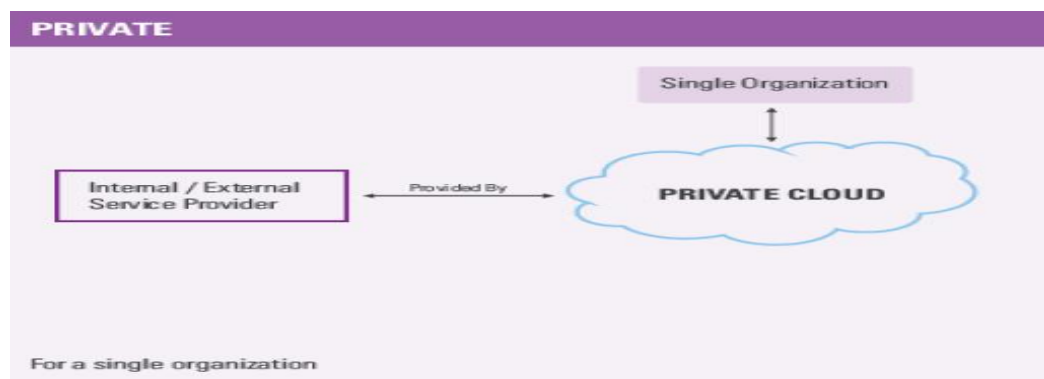 PRIVATE
Single Organization
Internal / External
Service Provider
Provided By
PRIVATE CLOUD
For a single organization